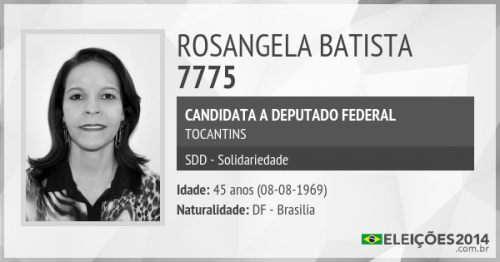 ROSANGELA BATISTA
7775
CANDIDATA A DEPUTADO FEDERAL
TOCANTINS
SDD - Solidariedade
Idade: 45 anos (08-08-1969)
Naturalidade: DF - Brasilia
ELEIÇÕES2014
.com.br